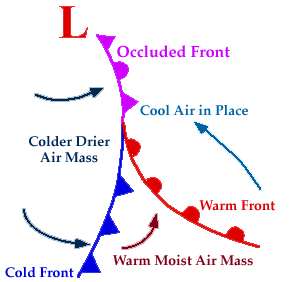 L
Occluded Front
Cool Air in Place
Colder Drier
Air Mass
Warm Front
Warm Moist Air Mass
Cold Front